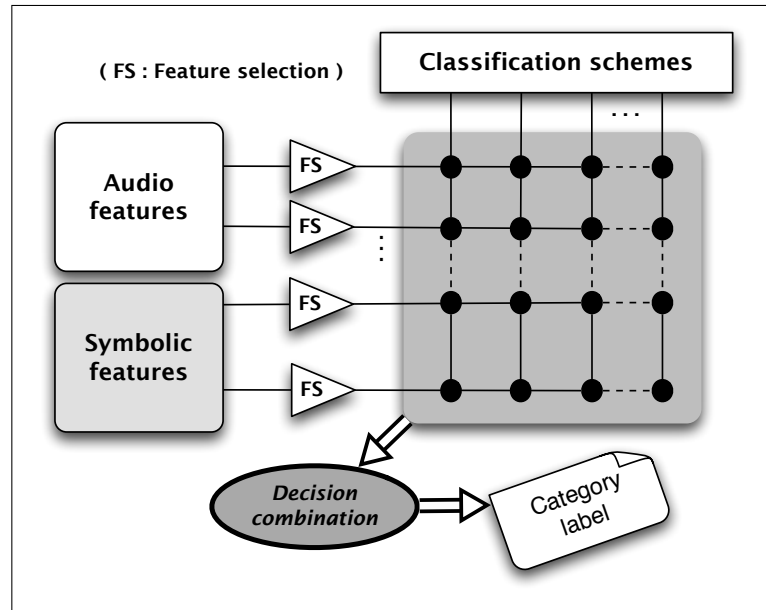 ( FS : Feature selection )
Classification schemes
...
Audio
features
FS
FS
...
FS
Symbolic
features
FS
Decision
combination
Category
label